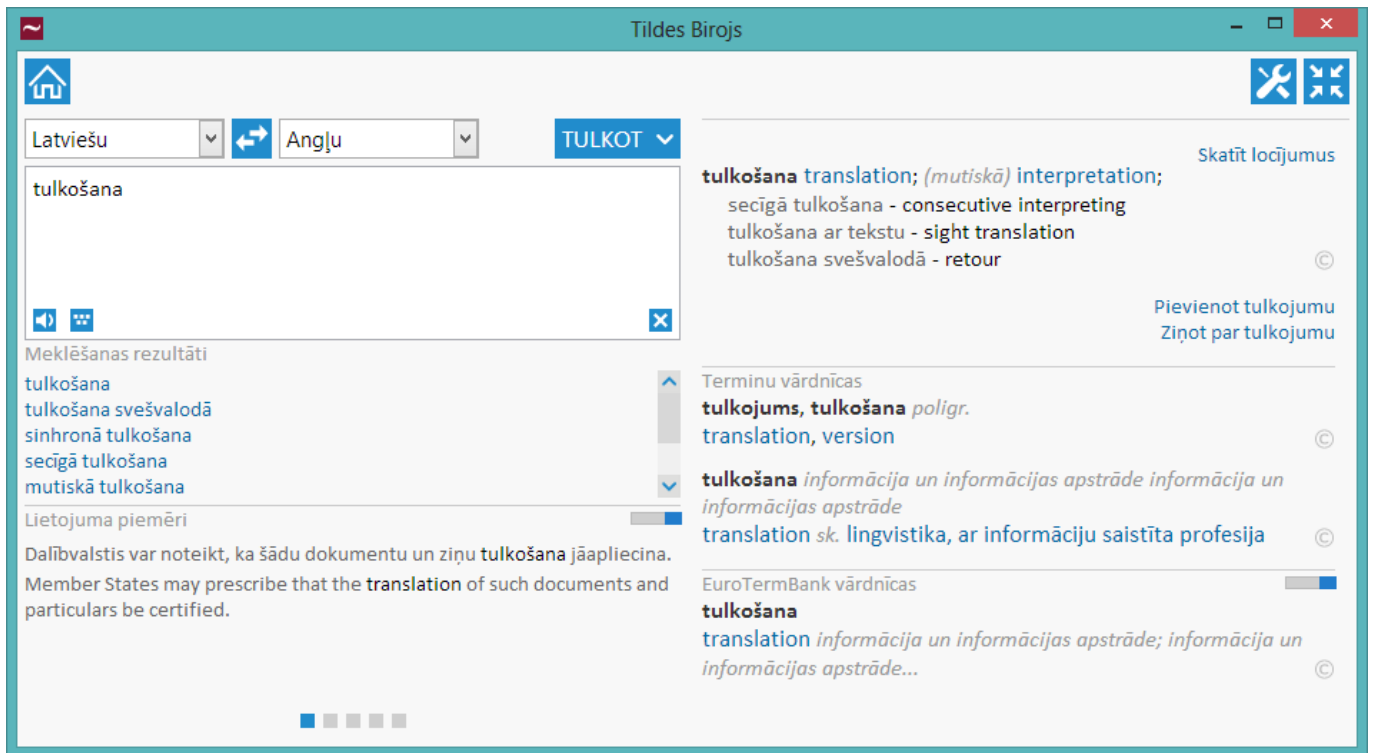 Tildes Birojs
Latviešu
Angļu
TULKOT
tulkošana
Meklēšanas rezultāti
tulkošana
tulkošana svešvalodā
sinhronā tulkošana
secīgā tulkošana
mutiskā tulkošana
Lietojuma piemēri
Dalībvalstis var noteikt, ka šādu dokumentu un ziņu tulkošana jāapliecina.
Member States may prescribe that the translation of such documents and
particulars be certified.
Skatīt locījumus
tulkošana translation; (mutiskā) interpretation;
secīgā tulkošana - consecutive interpreting
tulkošana ar tekstu - sight translation
tulkošana svešvalodā - retour
©
Pievienot tulkojumu
Ziņot par tulkojumu
Terminu vārdnīcas
tulkojums, tulkošana poligr.
translation, version
©
tulkošana informācija un informācijas apstrāde informācija un
informācijas apstrāde
translation sk. lingvistika, ar informāciju saistīta profesija
©
EuroTermBank vārdnīcas
tulkošana
translation informācija un informācijas apstrāde; informācija un
informācijas apstrāde...
©